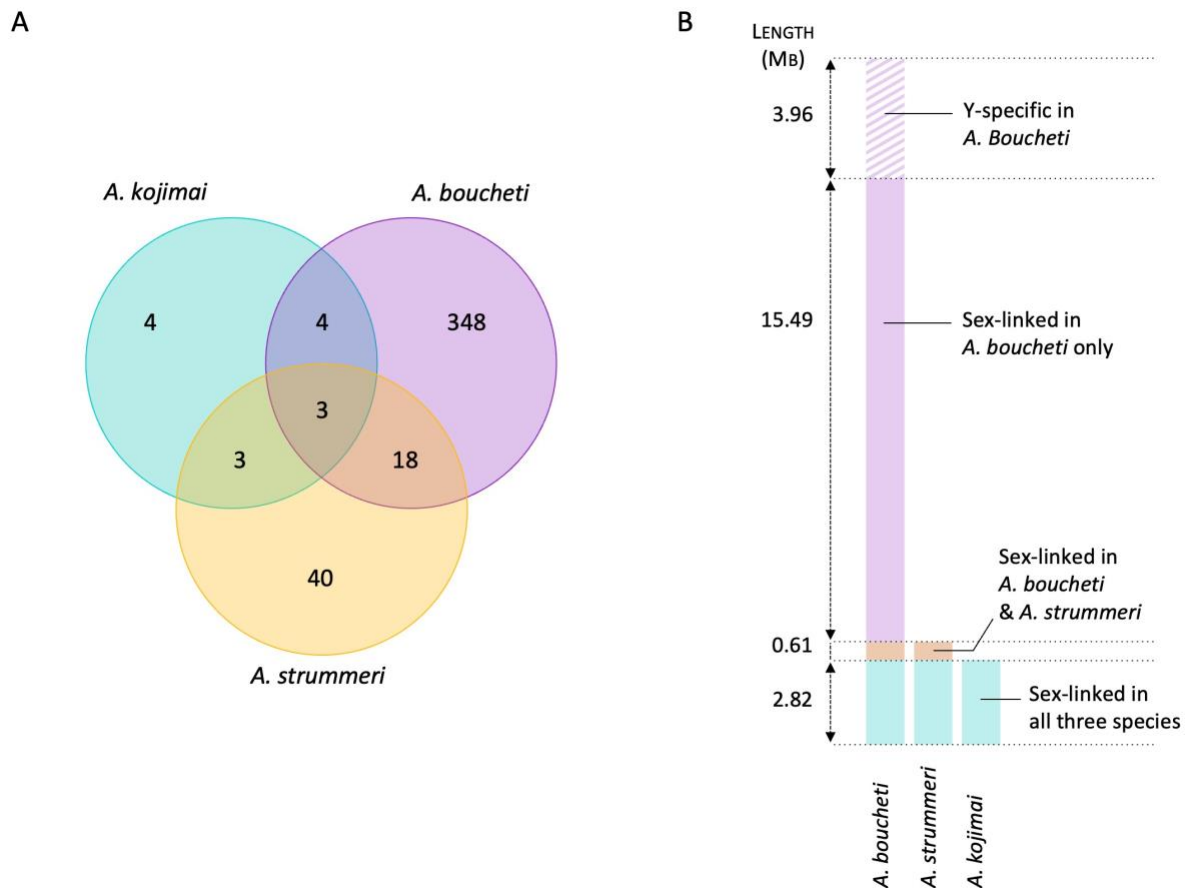 A
A. kojimai
A. boucheti
4
4
348
3
3
18
40
A. strummeri
B
LENGTH
(MB)
3.96
Y-specific in
A. Boucheti
15.49
Sex-linked in
A. boucheti only
Sex-linked in
A. boucheti
& A. strummeri
0.61
2.82
Sex-linked in
all three species
A. boucheti
A. strummeri
A. kojimai